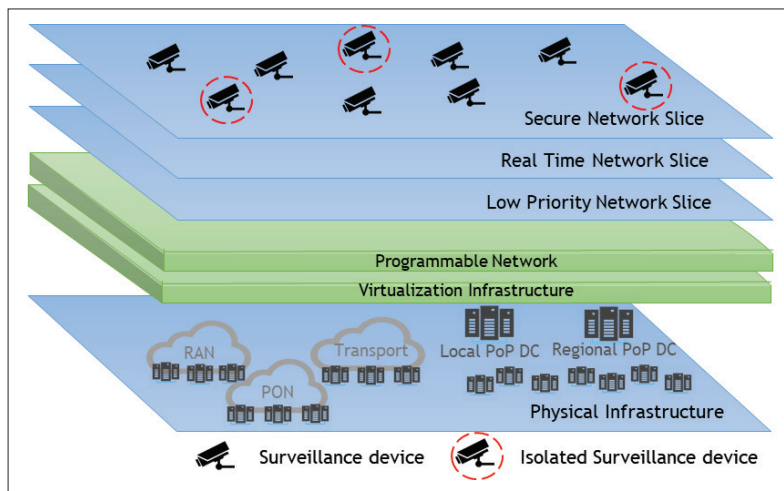 Secure Network Slice
Real Time Network Slice
Low Priority Network Slice
Programmable Network
Virtualization Infrastructure
RAN
Transport
Local PoP DC
Regional PoP DC
PON
Physical Infrastructure
Surveillance device
Isolated Surveillance device